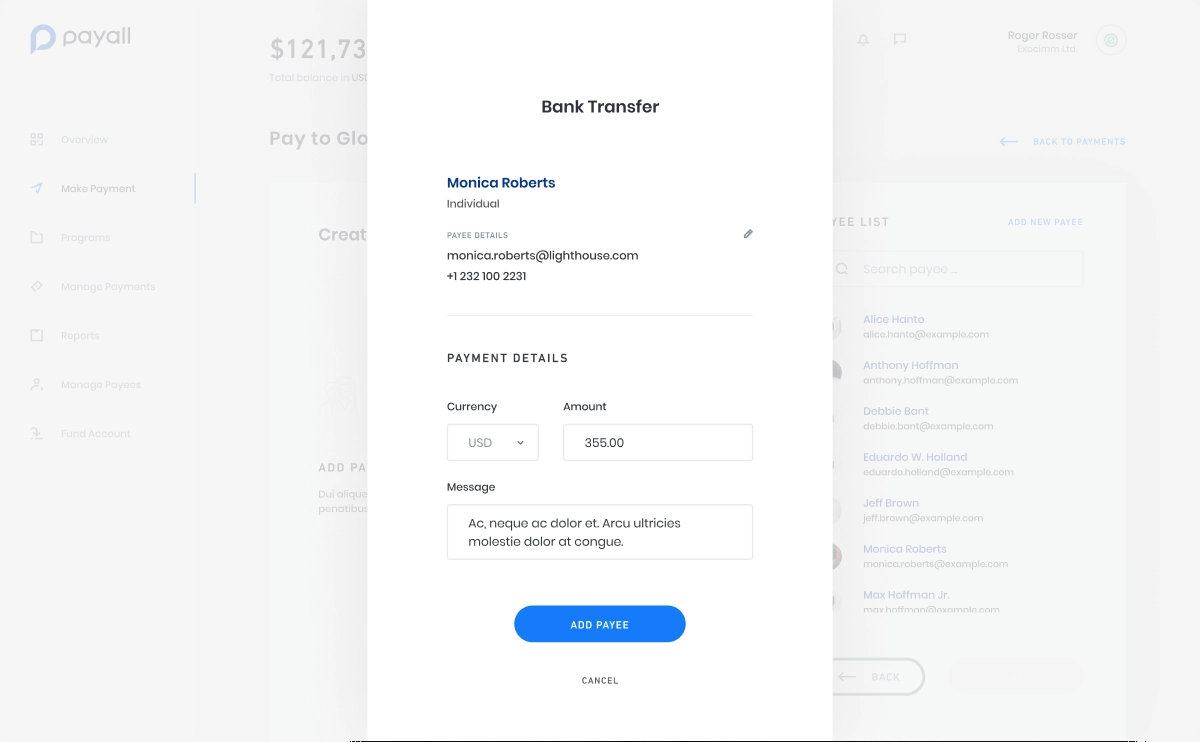 payall
Overview
Make Payment
Programs
Manage Payments
Reports
Manage Payees
Fund Account
$121,73
Total balance in USD
Pay to Glo
Creat
ADD PA
Dui alique
penatibus
Bank Transfer
Monica Roberts
Individual
PAYEE DETAILS
monica.roberts@lighthouse.com
+1 232 100 2231
PAYMENT DETAILS
Currency Amount
USD 355.00
Message
Ac, neque ac dolor et. Arcu ultricies
molestie dolor at congue.
ADD PAYEE
CANCEL
Roger Rosser
Exocimm Ltd.
BACK TO PAYMENTS
YEE LIST ADD NEW PAYEE
Search payee ...
Alice Hanto
alice.hanto@example.com
Anthony Hoffman
anthony.hoffman@example.com
Debbie Bant
debbie.bant@example.com
Eduardo W. Holland
eduardo.holland@example.com
Jeff Brown
jeff.brown@example.com
Monica Roberts
monica.roberts@example.com
Max Hoffman Jr.
max.hoffman@example.com
BACK